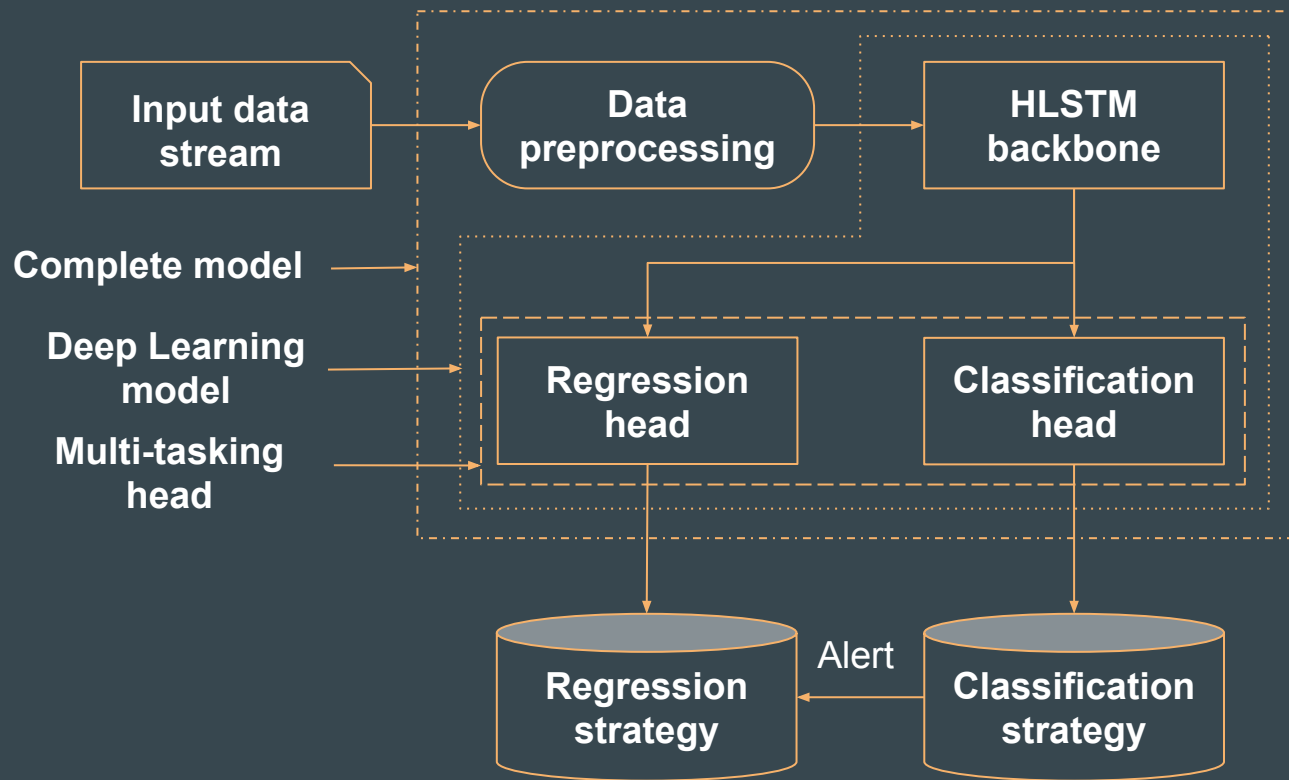 Input data
stream
Data
preprocessing
HLSTM
backbone
Complete model
Deep Learning
model
Multi-tasking
head
Regression
head
Classification
head
Alert
Regression
strategy
Classification
strategy